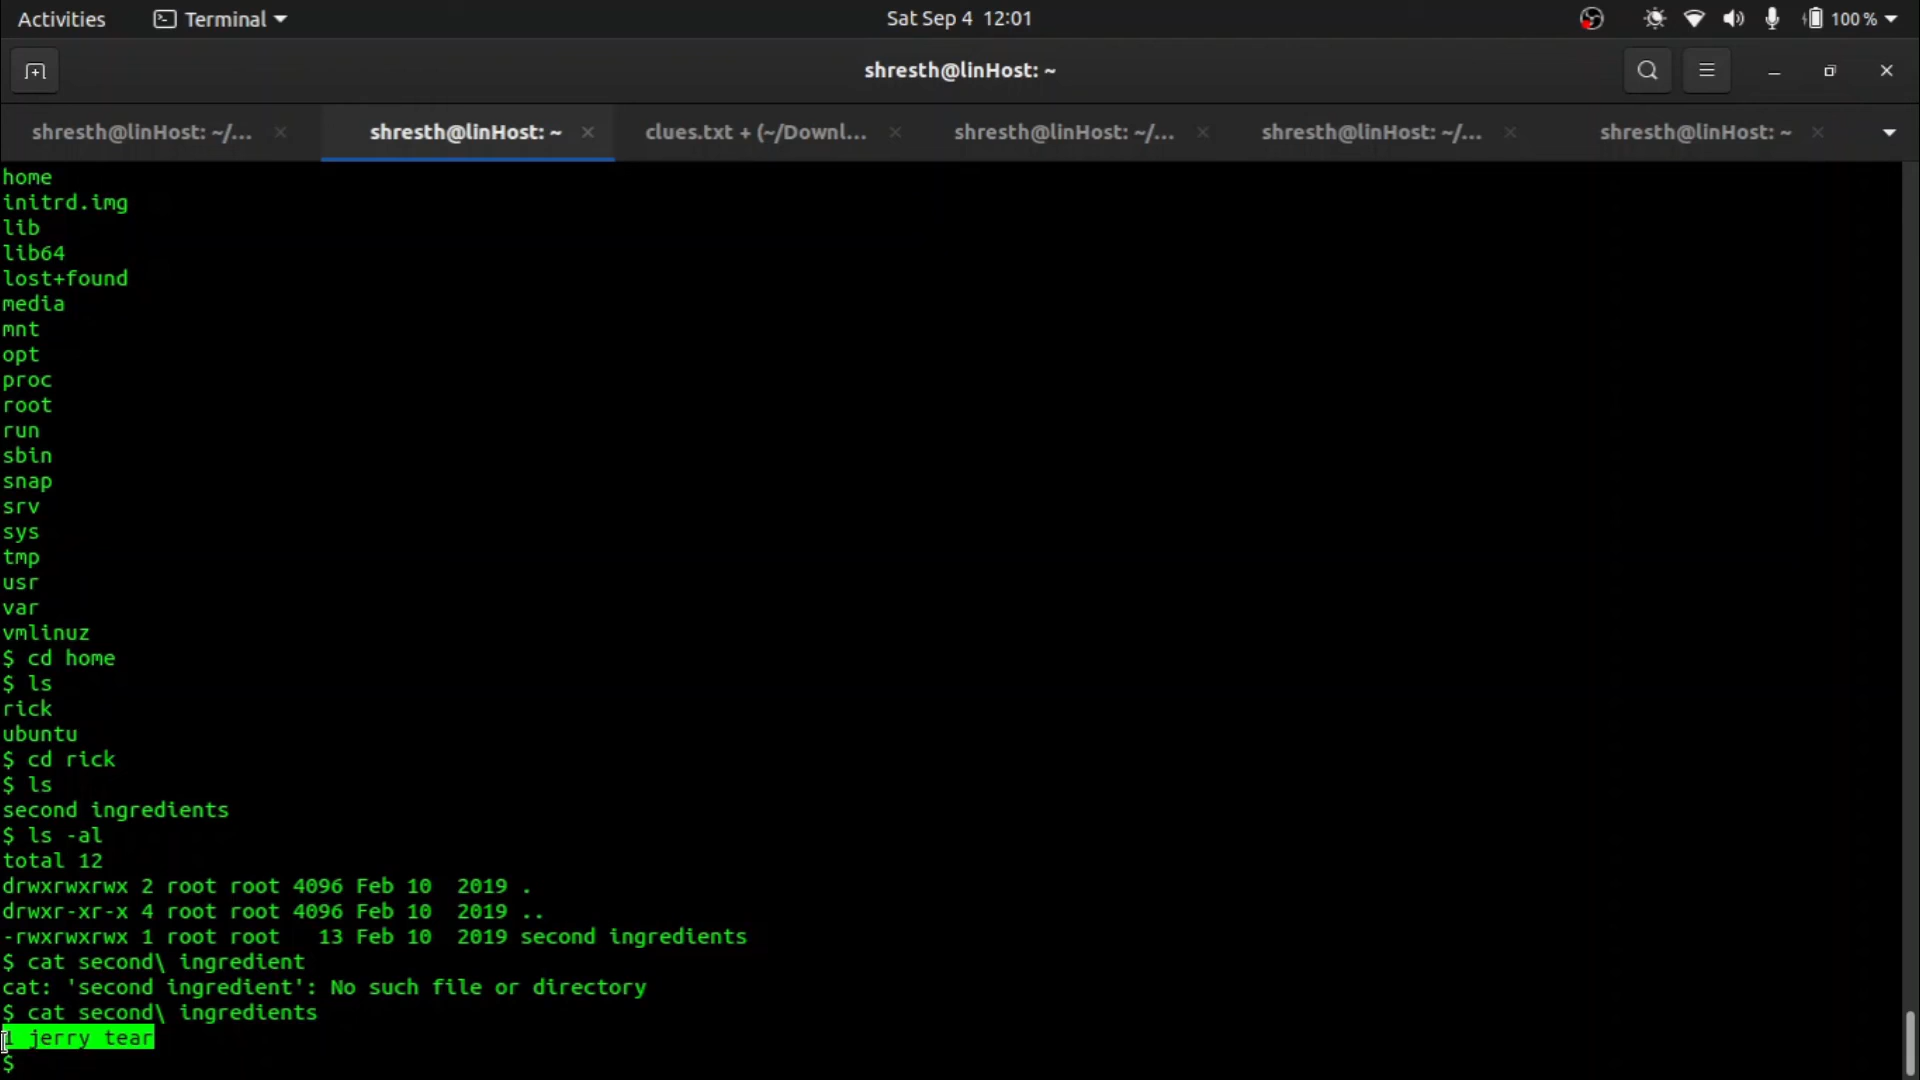 Activities Terminal Sat Sep 4 12:01 100 %
shresth@linHost: ~
shresth@linHost: ~/... shresth@linHost: ~ clues.txt + (~/Downl... shresth@linHost: ~/... shresth@linHost: ~/... shresth@linHost: ~
home
initrd.img
lib
lib64
lost+found
media
mnt
opt
proc
root
run
sbin
snap
srv
sys
tmp
usr
var
vmlinuz
$ cd home
$ ls
rick
ubuntu
$ cd rick
$ ls
second ingredients
$ ls -al
total 12
drwxrwxrwx 2 root root 4096 Feb 10  2019 .
drwxr-xr-x 4 root root 4096 Feb 10  2019 ..
-rwxrwxrwx 1 root root   13 Feb 10  2019 second ingredients
$ cat second\ ingredient
cat: 'second ingredient': No such file or directory
$ cat second\ ingredients
1 jerry tear
$